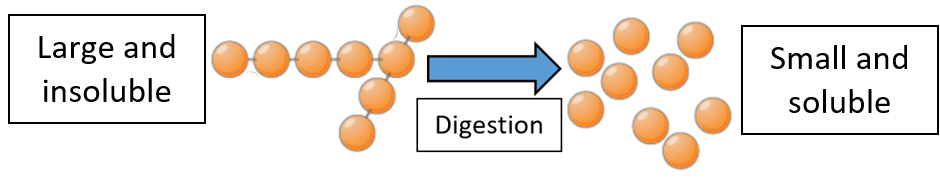 Large and
insoluble
Digestion
Small and
soluble